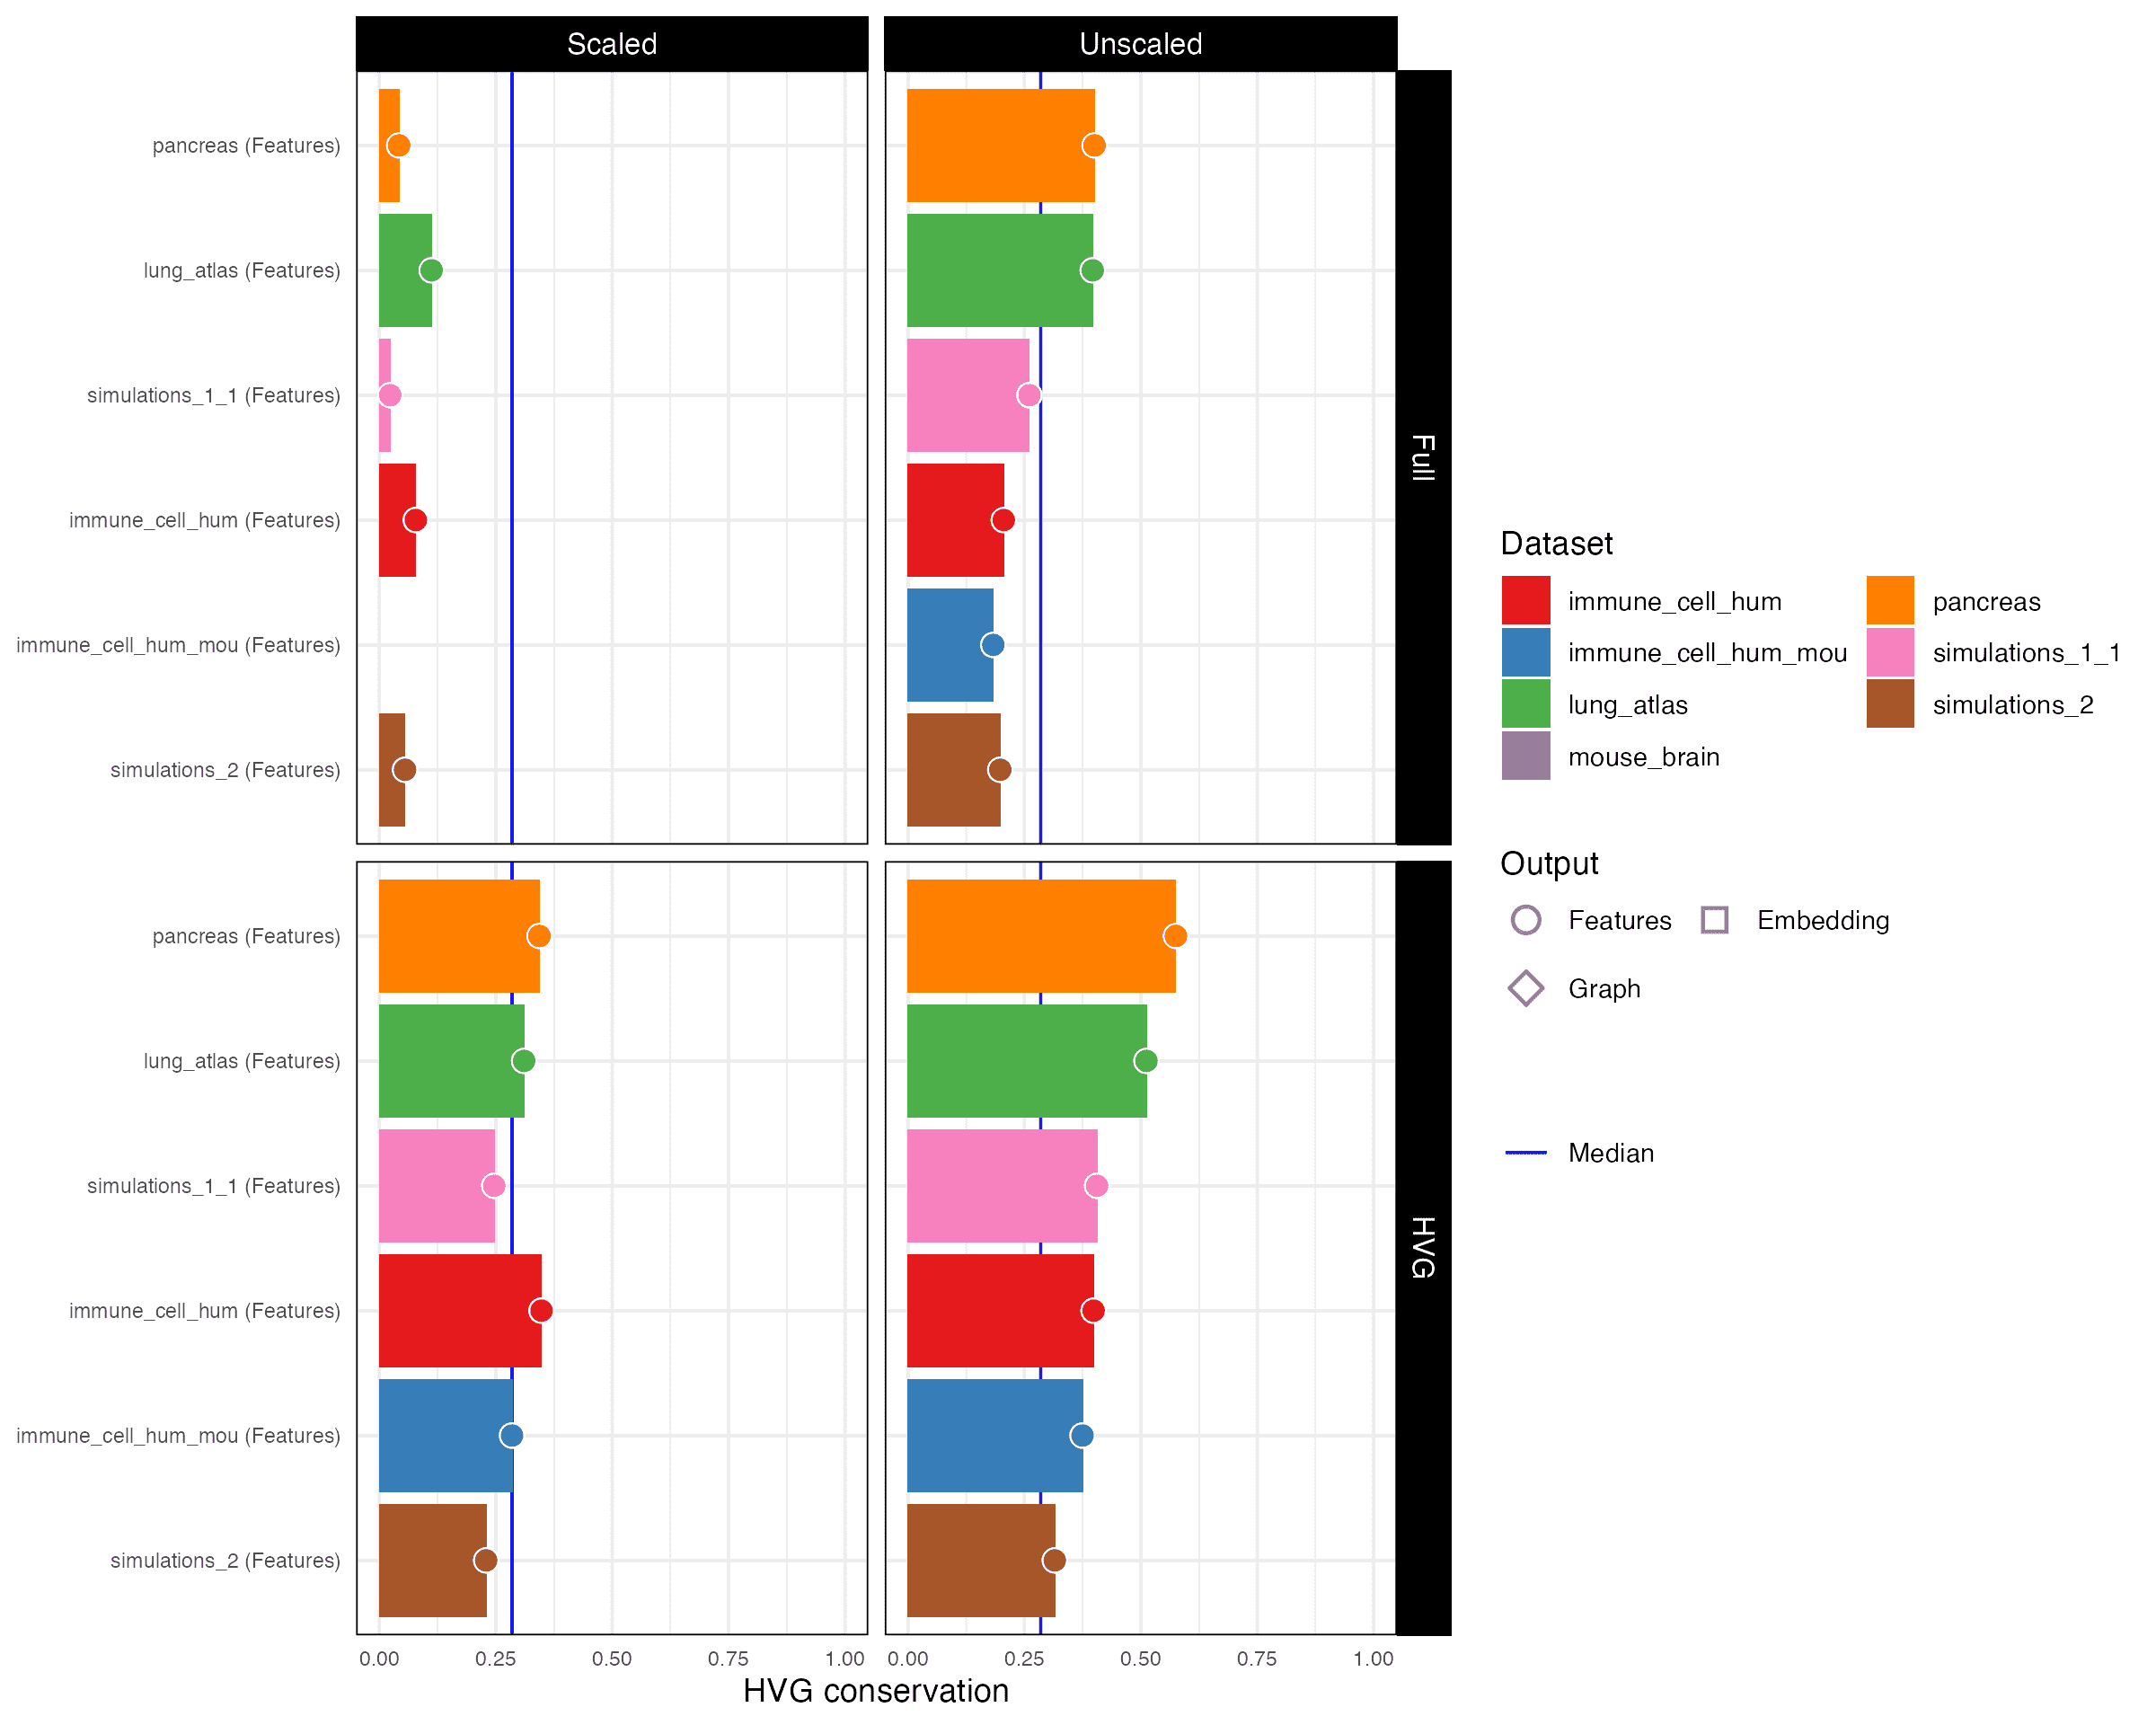 Scaled
Unscaled
Full
pancreas (Features)
lung_atlas (Features)
simulations_1_1 (Features)
immune_cell_hum (Features)
immune_cell_hum_mou (Features)
simulations_2 (Features)
HVG
pancreas (Features)
lung_atlas (Features)
simulations_1_1 (Features)
immune_cell_hum (Features)
immune_cell_hum_mou (Features)
simulations_2 (Features)
0.00 0.25 0.50 0.75 1.00
0.00 0.25 0.50 0.75 1.00
HVG conservation
Dataset
immune_cell_hum
immune_cell_hum_mou
lung_atlas
mouse_brain
pancreas
simulations_1_1
simulations_2
Output
Features
Embedding
Graph
Median